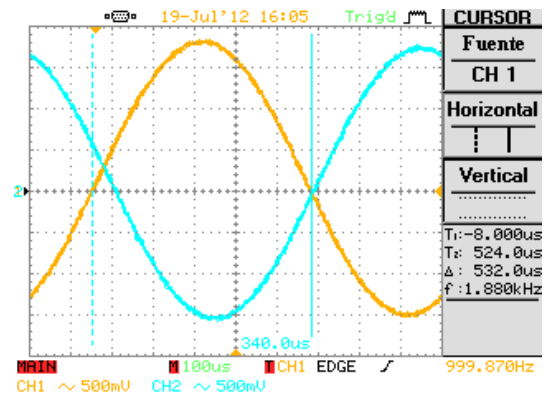 19-Jul'12 16:05 Trig'd CURSOR
Fuente
CH 1
Horizontal
Vertical
T1:-8.000us
T2: 524.0us
Δ : 532.0us
f :1.880kHz
2
340.0us
MAIN M 100us T CH1 EDGE 999.870Hz
CH1 ~ 500mV CH2 ~ 500mV